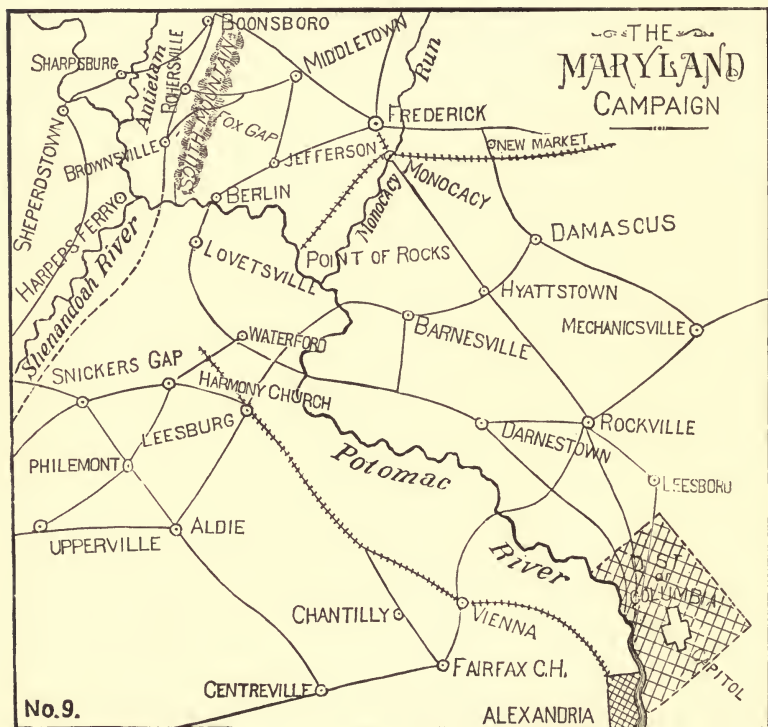 THE
MARYLAND
CAMPAIGN
BOONSBORO
MIDDLETOWN
SHARPSBURG
Antietam
ROHERSVILLE
SOUTH MOUNTAIN
FOX GAP
Run
FREDERICK
NEW MARKET
BROWNSVILLE
JEFFERSON
MONOCACY
Monocacy
SHEPERDSTOWN
HARPERS FERRY
BERLIN
Shenandoah River
LOVETSVILLE
POINT OF ROCKS
DAMASCUS
HYATTSTOWN
BARNESVILLE
MECHANICSVILLE
WATERFORD
SNICKERS GAP
HARMONY CHURCH
LEESBURG
DARNESTOWN
ROCKVILLE
PHILEMONT
Potomac
River
LEESBORO
UPPERVILLE
ALDIE
DIST
of
COLUMBIA
CAPITOL
CHANTILLY
VIENNA
FAIRFAX C.H.
CENTREVILLE
ALEXANDRIA
No. 9.